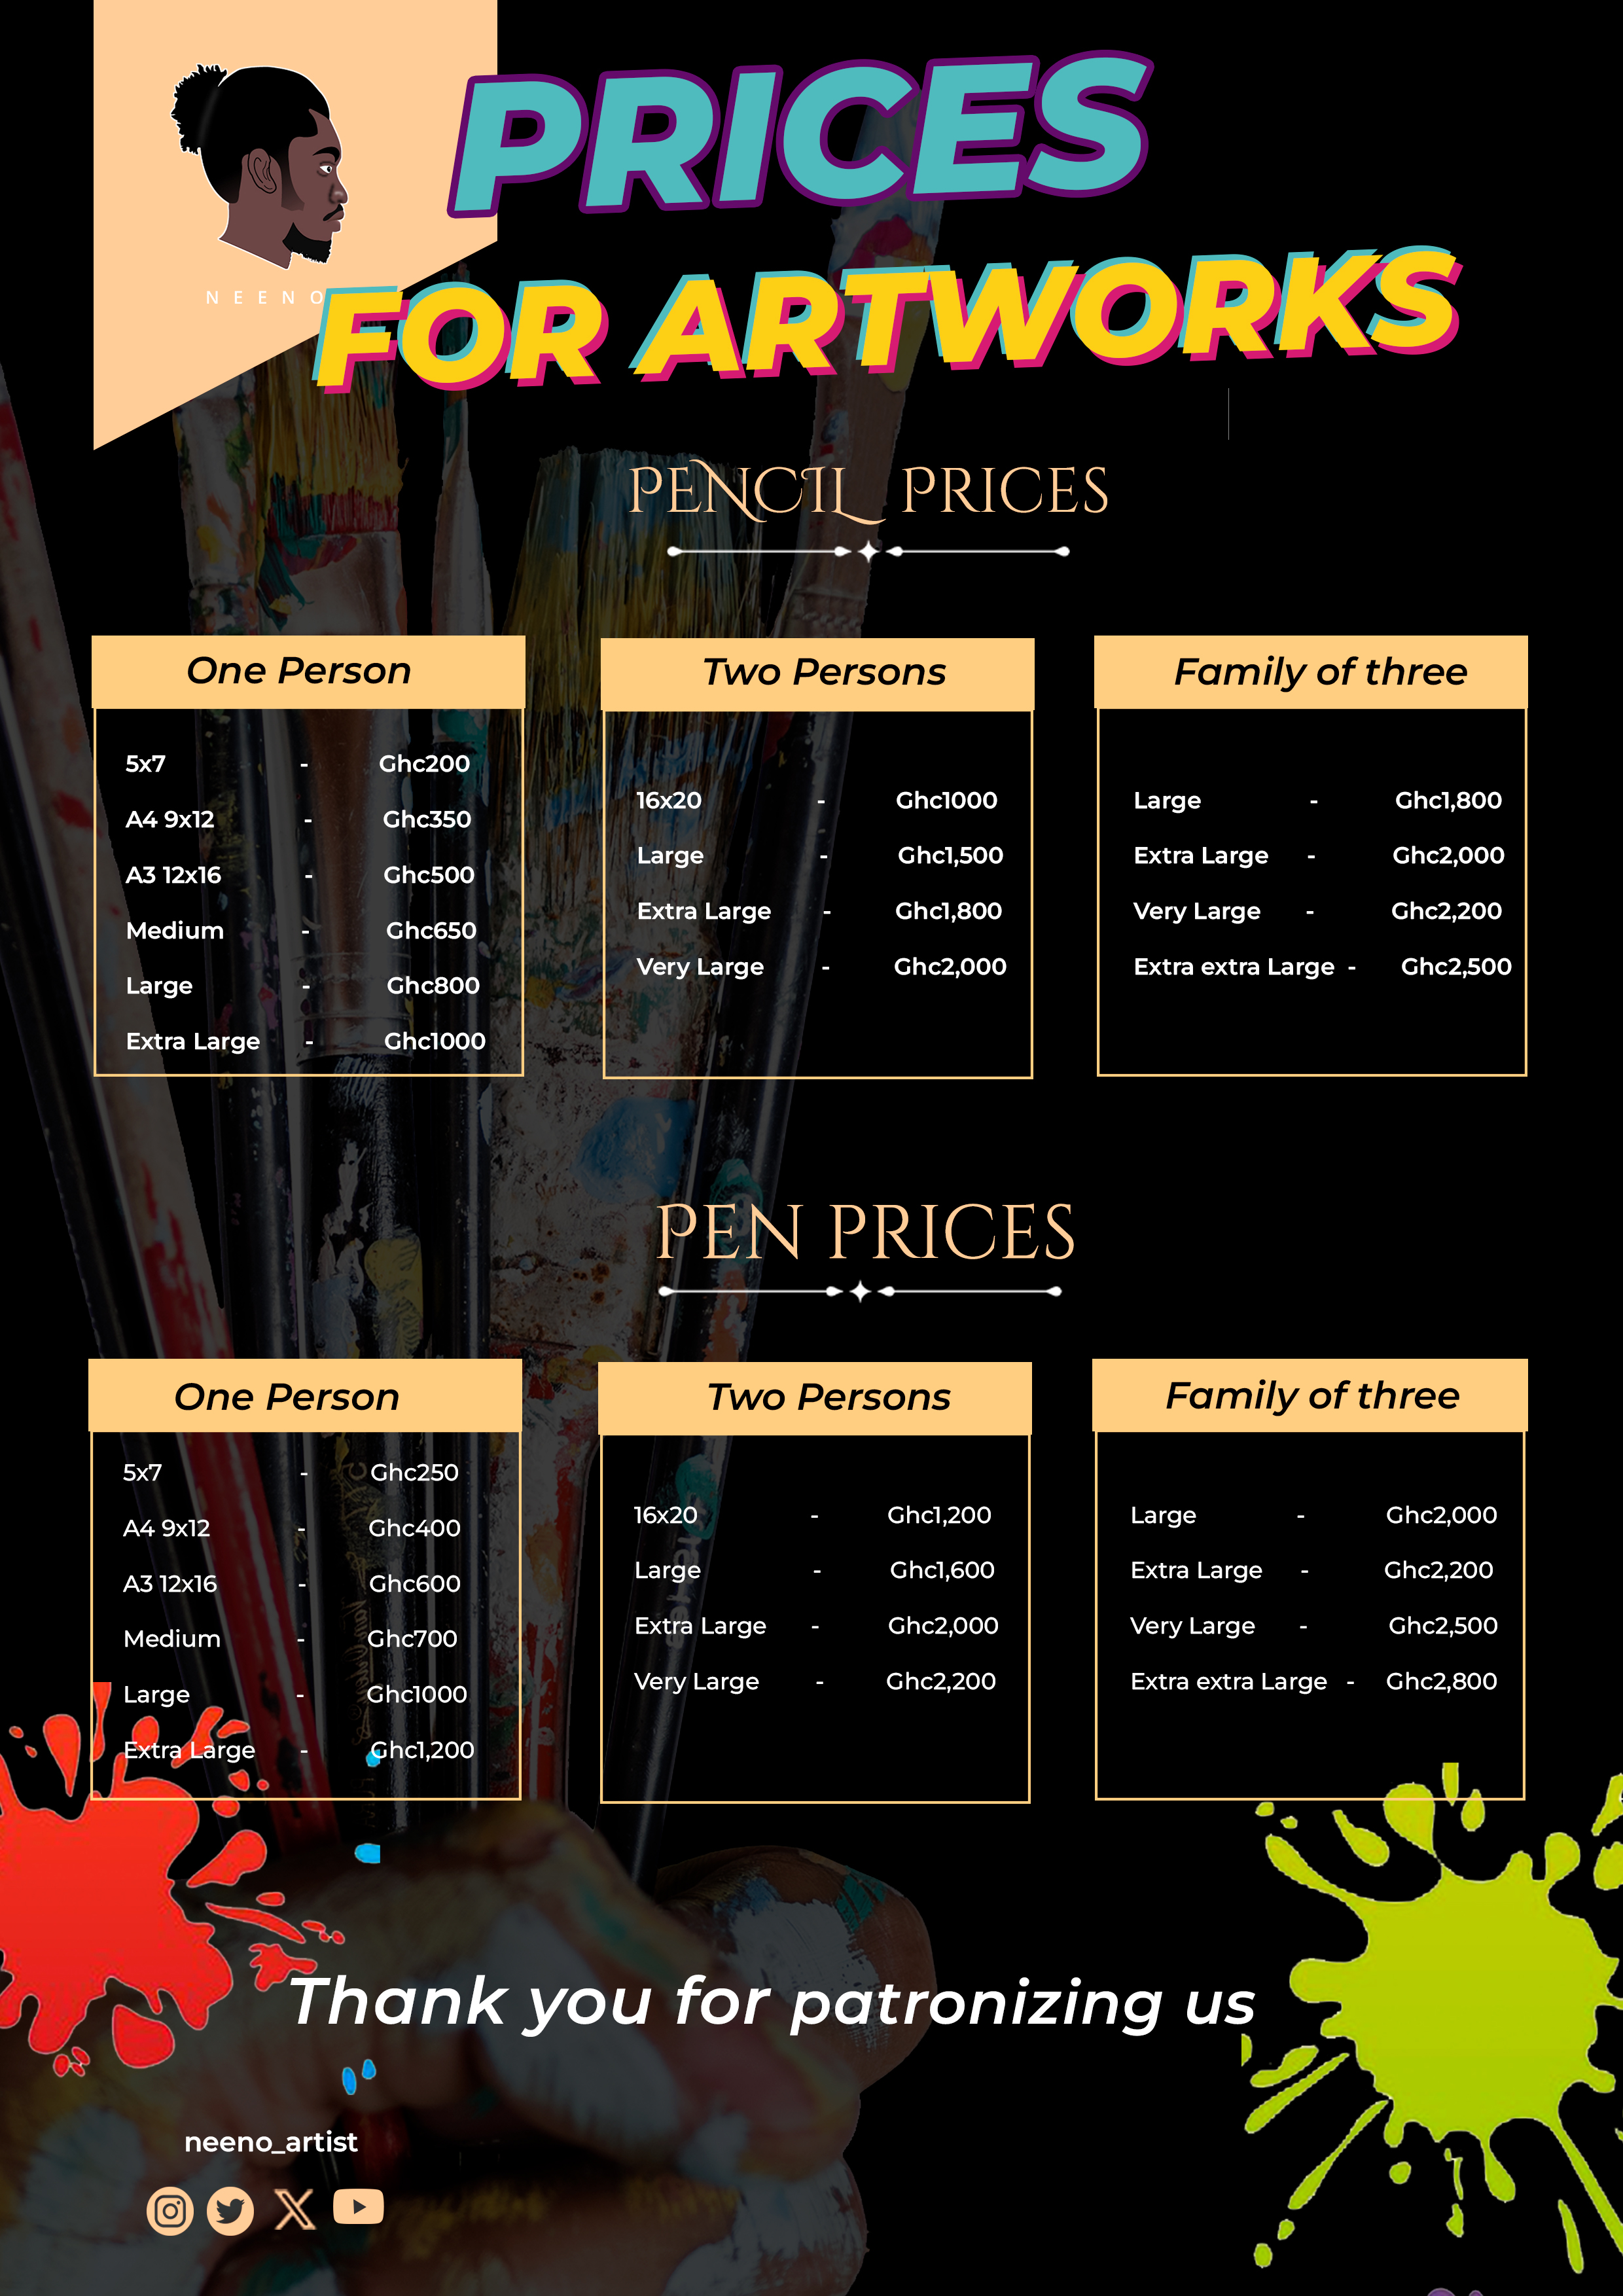 PRICES
NEENO
FOR ARTWORKS
PENCIL PRICES
One Person
5x7 - Ghc200
A4 9x12 - Ghc350
A3 12x16 - Ghc500
Medium - Ghc650
Large - Ghc800
Extra Large - Ghc1000
Two Persons
16x20 - Ghc1000
Large - Ghc1,500
Extra Large - Ghc1,800
Very Large - Ghc2,000
Family of three
Large - Ghc1,800
Extra Large - Ghc2,000
Very Large - Ghc2,200
Extra extra Large - Ghc2,500
PEN PRICES
One Person
5x7 - Ghc250
A4 9x12 - Ghc400
A3 12x16 - Ghc600
Medium - Ghc700
Large - Ghc1000
Extra Large - Ghc1,200
Two Persons
16x20 - Ghc1,200
Large - Ghc1,600
Extra Large - Ghc2,000
Very Large - Ghc2,200
Family of three
Large - Ghc2,000
Extra Large - Ghc2,200
Very Large - Ghc2,500
Extra extra Large - Ghc2,800
Thank you for patronizing us
neeno_artist